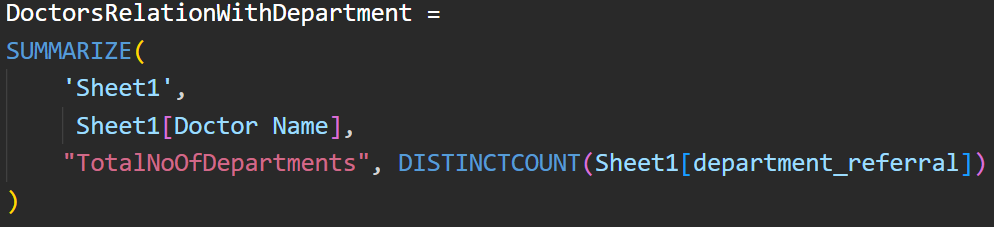 DoctorsRelationWithDepartment =
SUMMARIZE(
'Sheet1',
Sheet1[Doctor Name],
"TotalNoOfDepartments", DISTINCTCOUNT(Sheet1[department_referral])
)